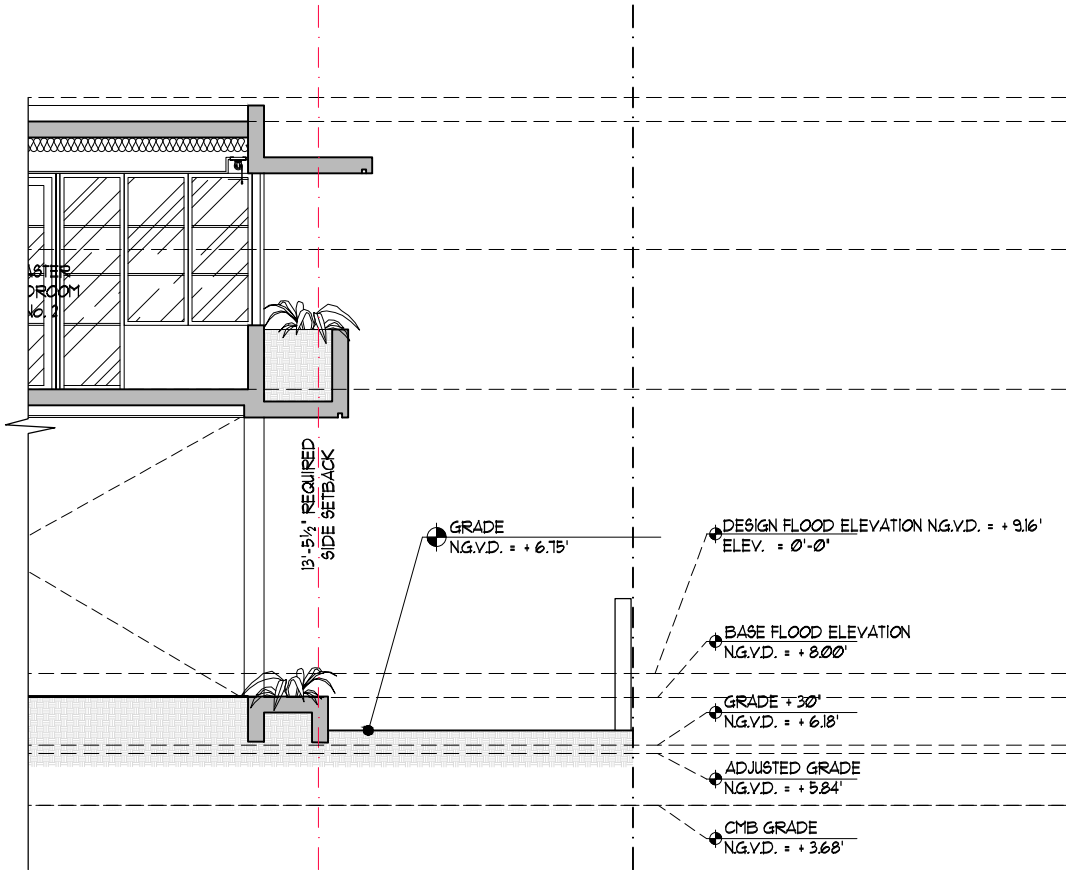 ASTER
DROOM
NO. 2
13'-5½" REQUIRED
SIDE SETBACK
GRADE
N.G.V.D. = +6.75'
DESIGN FLOOD ELEVATION N.G.V.D. = +9.16'
ELEV. = 0'-0"
BASE FLOOD ELEVATION
N.G.V.D. = +8.00'
GRADE +30"
N.G.V.D. = +6.18'
ADJUSTED GRADE
N.G.V.D. = +5.84'
CMB GRADE
N.G.V.D. = +3.68'